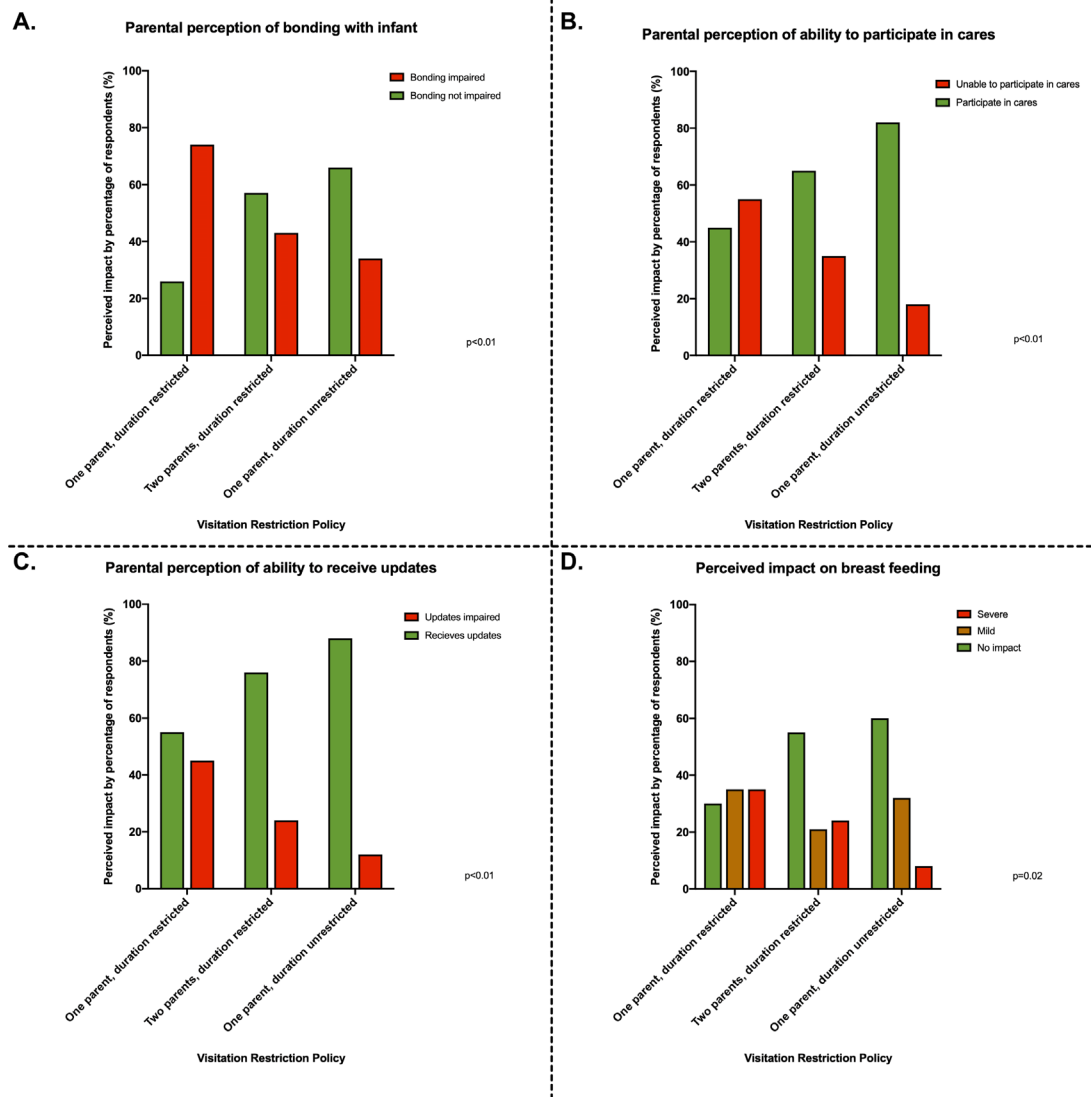 A.
Parental perception of bonding with infant
Perceived impact by percentage of respondents (%)
100
80
60
40
20
0
Bonding impaired
Bonding not impaired
p<0.01
One parent, duration restricted
Two parents, duration restricted
One parent, duration unrestricted
Visitation Restriction Policy
B.
Parental perception of ability to participate in cares
Perceived impact by percentage of respondents (%)
100
80
60
40
20
0
Unable to participate in cares
Participate in cares
p<0.01
One parent, duration restricted
Two parents, duration restricted
One parent, duration unrestricted
Visitation Restriction Policy
C.
Parental perception of ability to receive updates
Perceived impact by percentage of respondents (%)
100
80
60
40
20
0
Updates impaired
Recieves updates
p<0.01
One parent, duration restricted
Two parents, duration restricted
One parent, duration unrestricted
Visitation Restriction Policy
D.
Perceived impact on breast feeding
Perceived impact by percentage of respondents (%)
100
80
60
40
20
0
Severe
Mild
No impact
p=0.02
One parent, duration restricted
Two parents, duration restricted
One parent, duration unrestricted
Visitation Restriction Policy